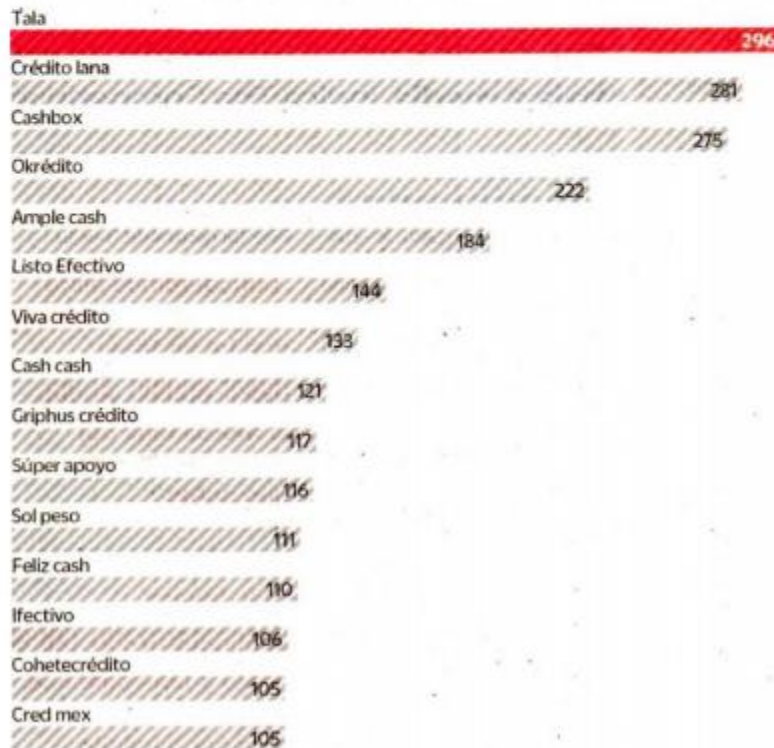 Tala
296
Crédito lana
281
Cashbox
275
Okrédito
222
Ample cash
184
Listo Efectivo
144
Viva crédito
133
Cash cash
121
Griphus crédito
117
Súper apoyo
116
Sol peso
111
Feliz cash
110
Ifectivo
106
Cohetecrédito
105
Cred mex
105